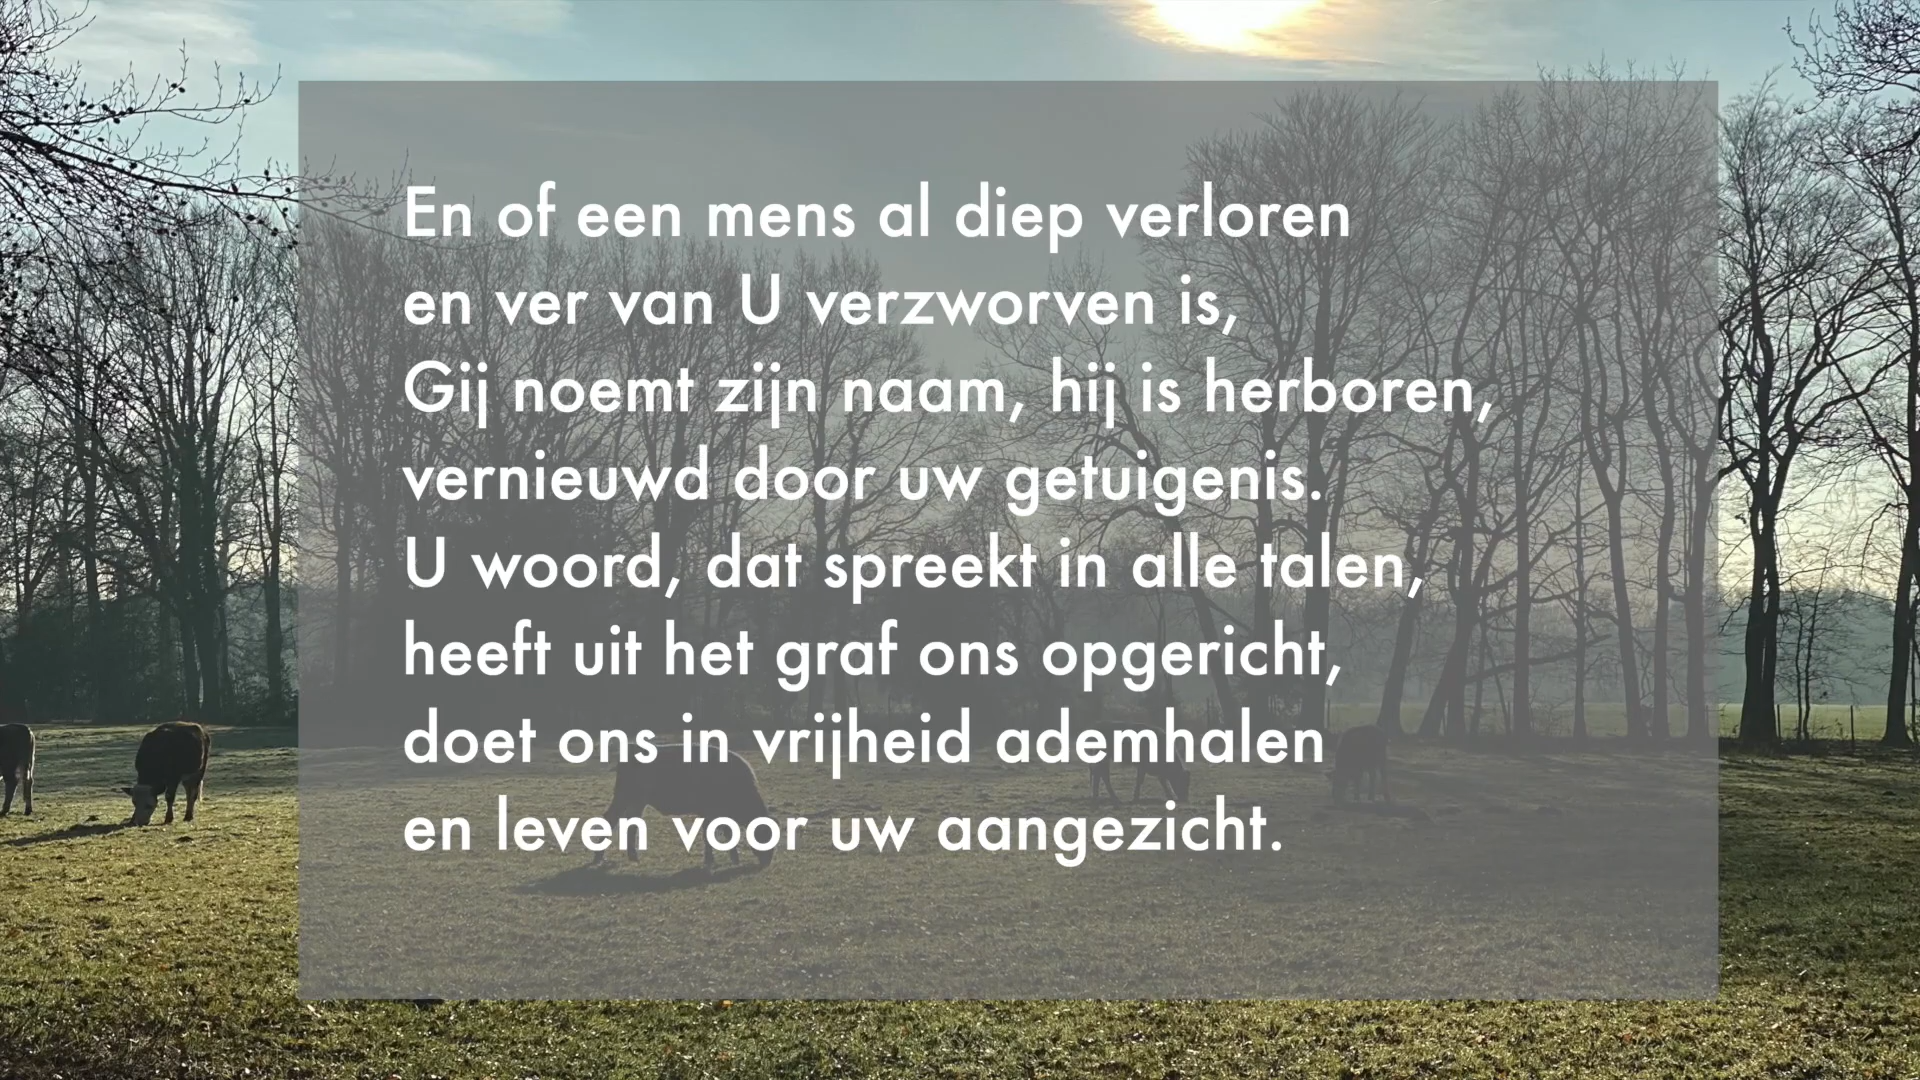 En of een mens al diep verloren
en ver van U verzworven is,
Gij noemt zijn naam, hij is herboren,
vernieuwd door uw getuigenis.
U woord, dat spreekt in alle talen,
heeft uit het graf ons opgericht,
doet ons in vrijheid ademhalen
en leven voor uw aangezicht.